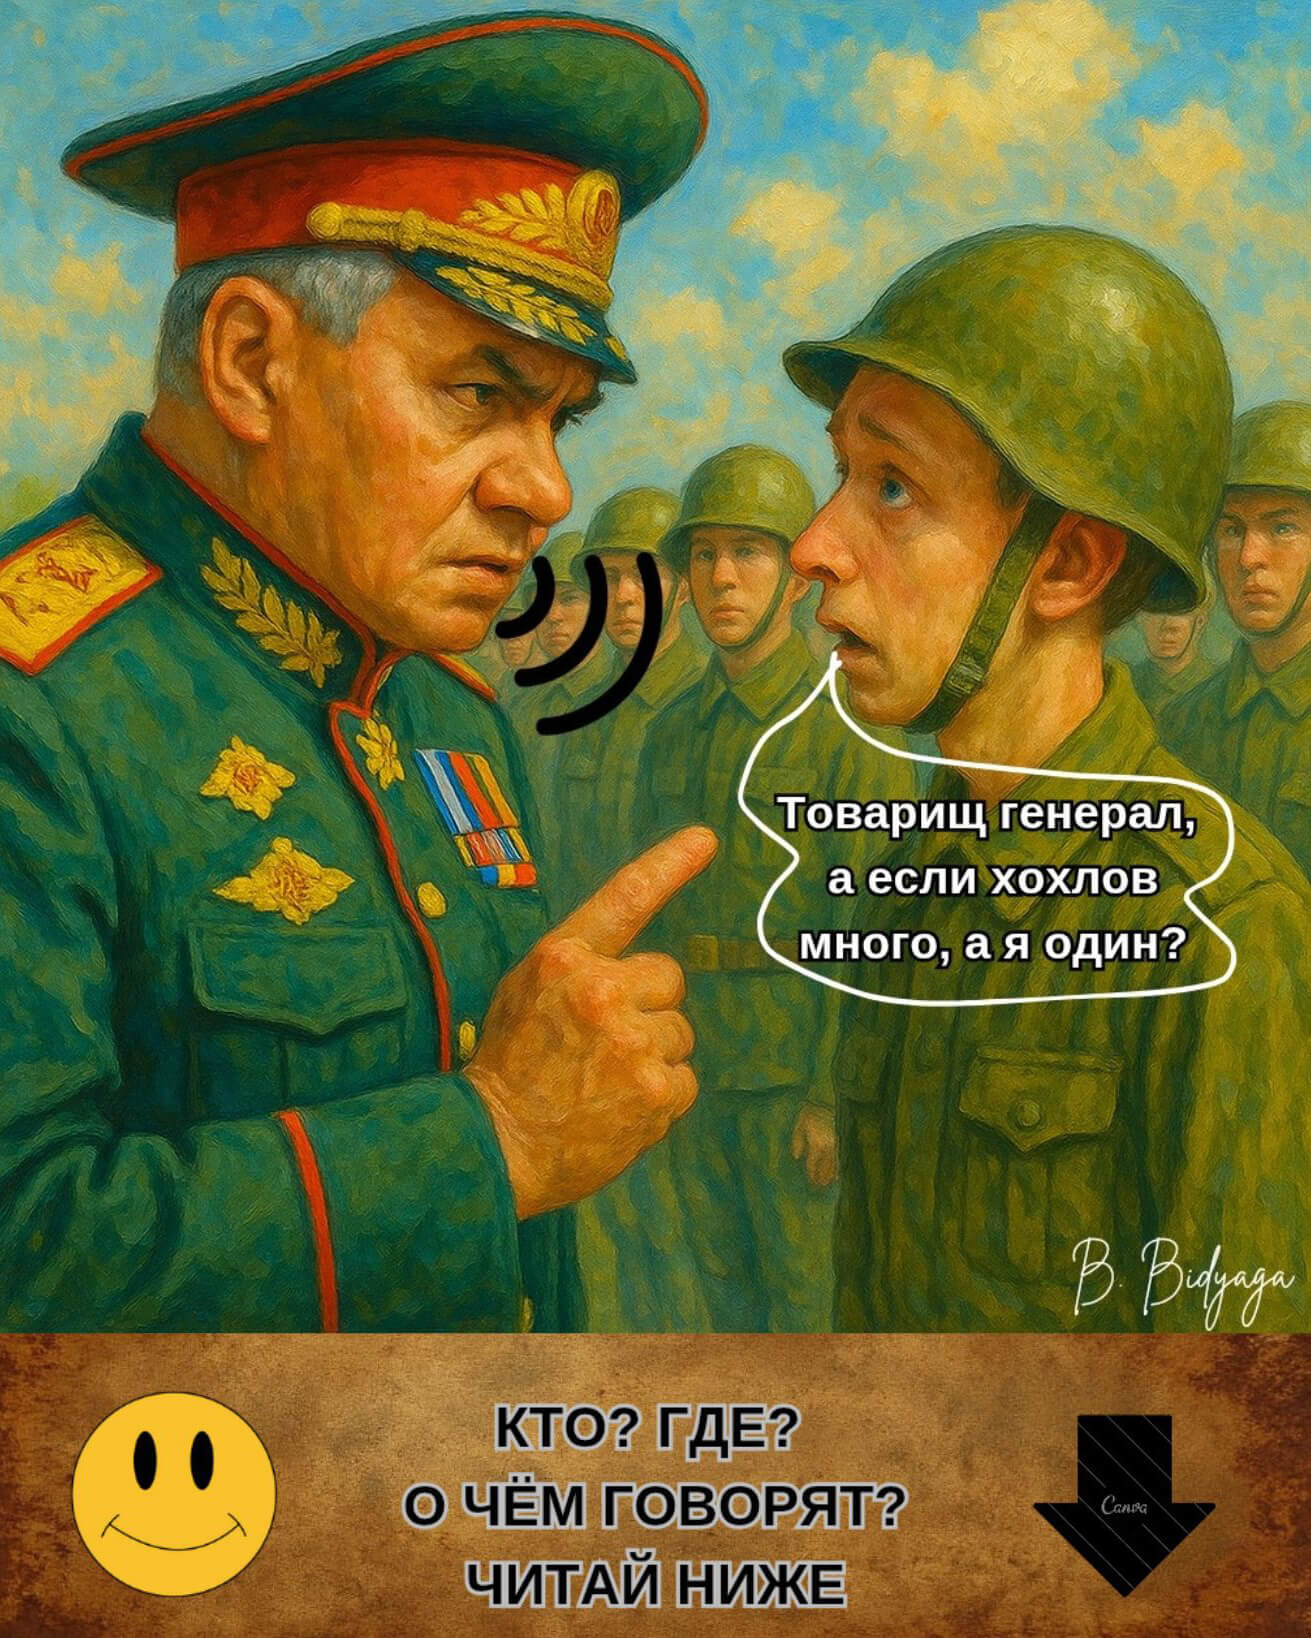 Товарищ генерал,
а если хохлов
много, а я один?
B. Bidyaga
КТО? ГДЕ?
О ЧЁМ ГОВОРЯТ?
ЧИТАЙ НИЖЕ
Canva